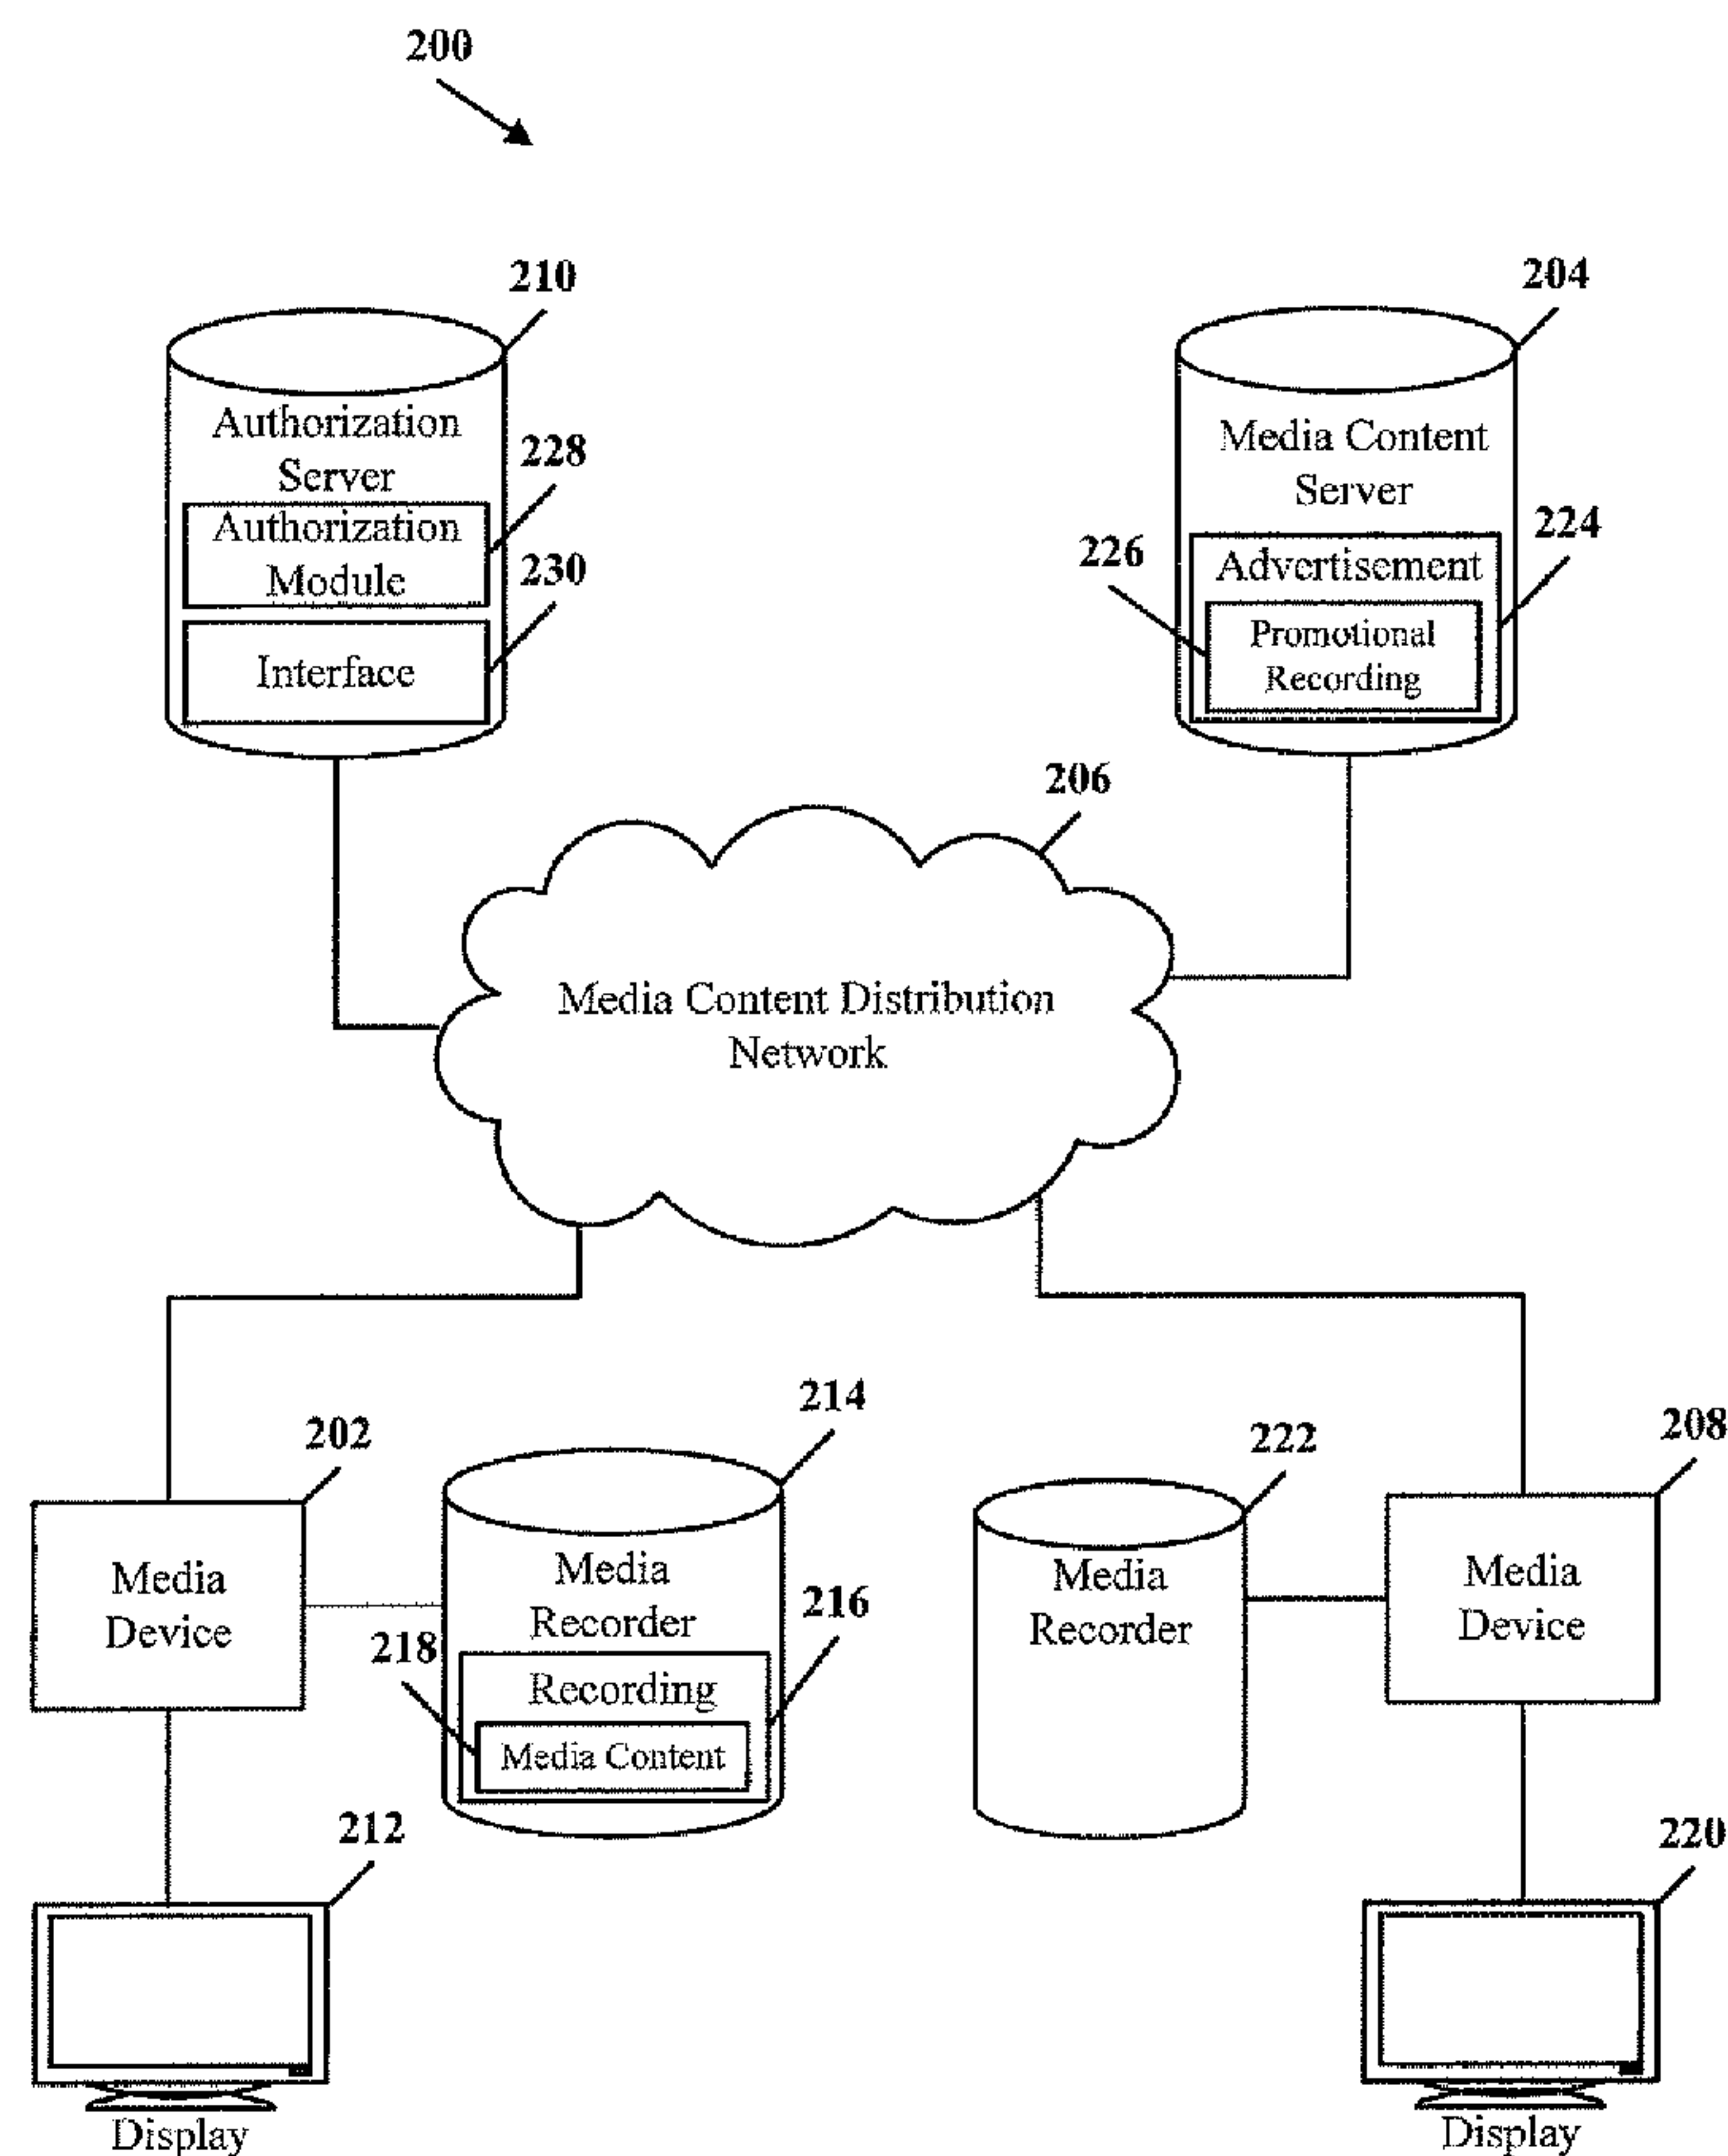 200
210
204
Authorization
Server
228
Authorization
Module
230
Interface
Media Content
Server
224
226
Advertisement
Promotional
Recording
206
Media Content Distribution
Network
202
214
222
208
Media
Device
Media
Recorder
216
218
Recording
Media Content
Media
Recorder
Media
Device
212
220
Display
Display